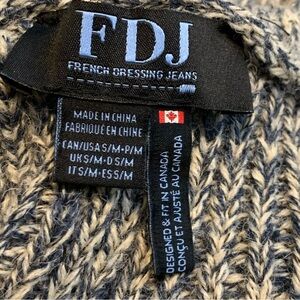 FDJ
FRENCH DRESSING JEANS
MADE IN CHINA
FABRIQUÉ EN CHINE
CAN/USA S/M•P/M
UK S/M•D S/M
IT S/M•ES S/M
DESIGNED & FIT IN CANADA
CONÇU ET AJUSTÉ AU CANADA